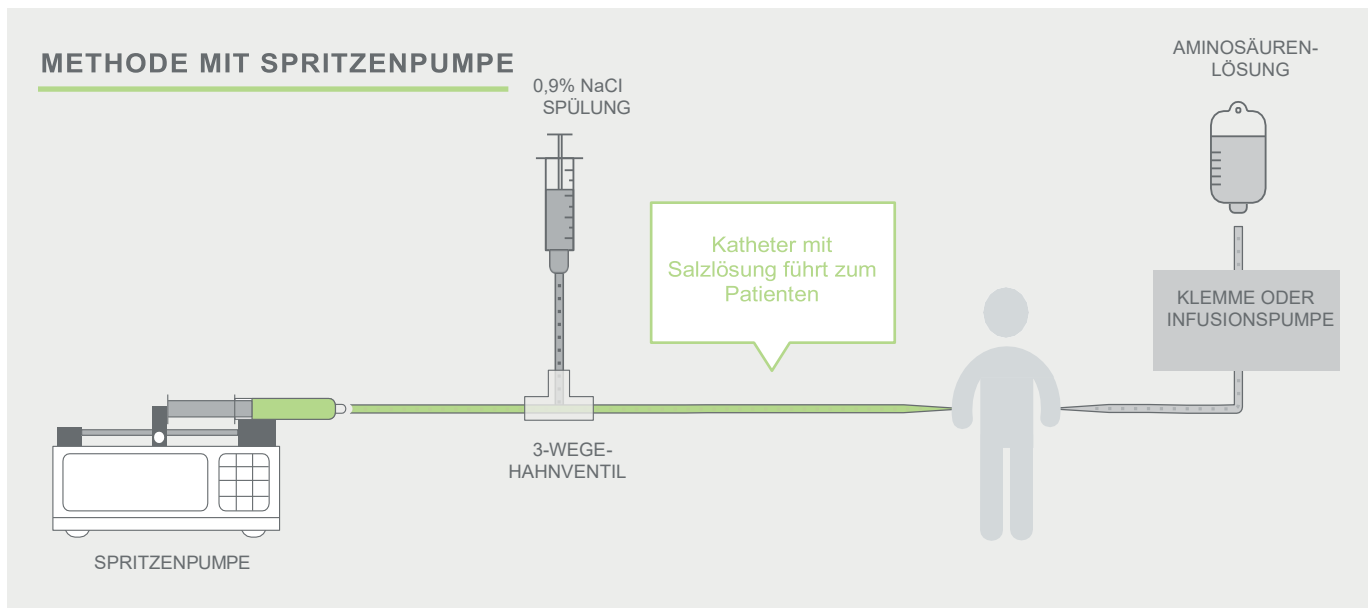 METHODE MIT SPRITZENPUMPE
0,9% NaCl
SPÜLUNG
AMINOSÄUREN-
LÖSUNG
Katheter mit
Salzlösung führt zum
Patienten
KLEMME ODER
INFUSIONSPUMPE
3-WEGE-
HAHNVENTIL
SPRITZENPUMPE